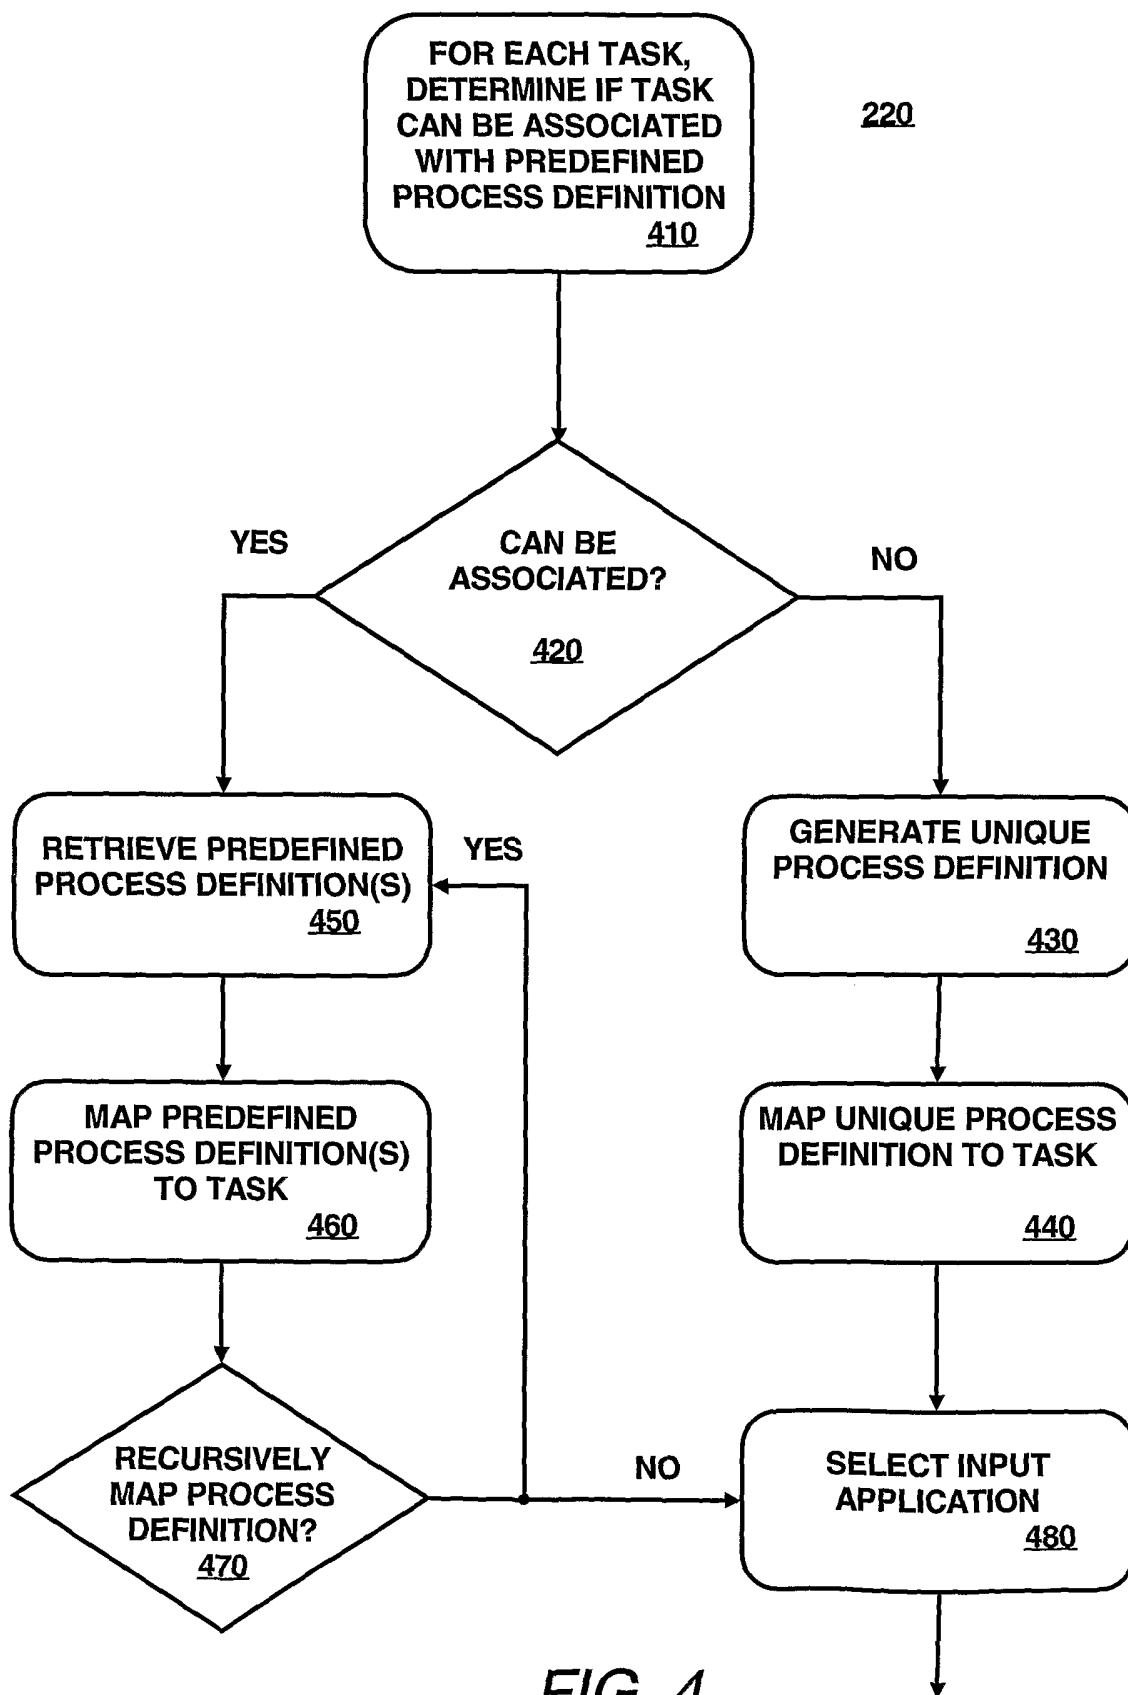 FOR EACH TASK,
DETERMINE IF TASK
CAN BE ASSOCIATED
WITH PREDEFINED
PROCESS DEFINITION
410
220
YES
CAN BE
ASSOCIATED?
420
NO
RETRIEVE PREDEFINED
PROCESS DEFINITION(S)
450
YES
GENERATE UNIQUE
PROCESS DEFINITION
430
MAP PREDEFINED
PROCESS DEFINITION(S)
TO TASK
460
MAP UNIQUE PROCESS
DEFINITION TO TASK
440
RECURSIVELY
MAP PROCESS
DEFINITION?
470
NO
SELECT INPUT
APPLICATION
480
FIG. 4